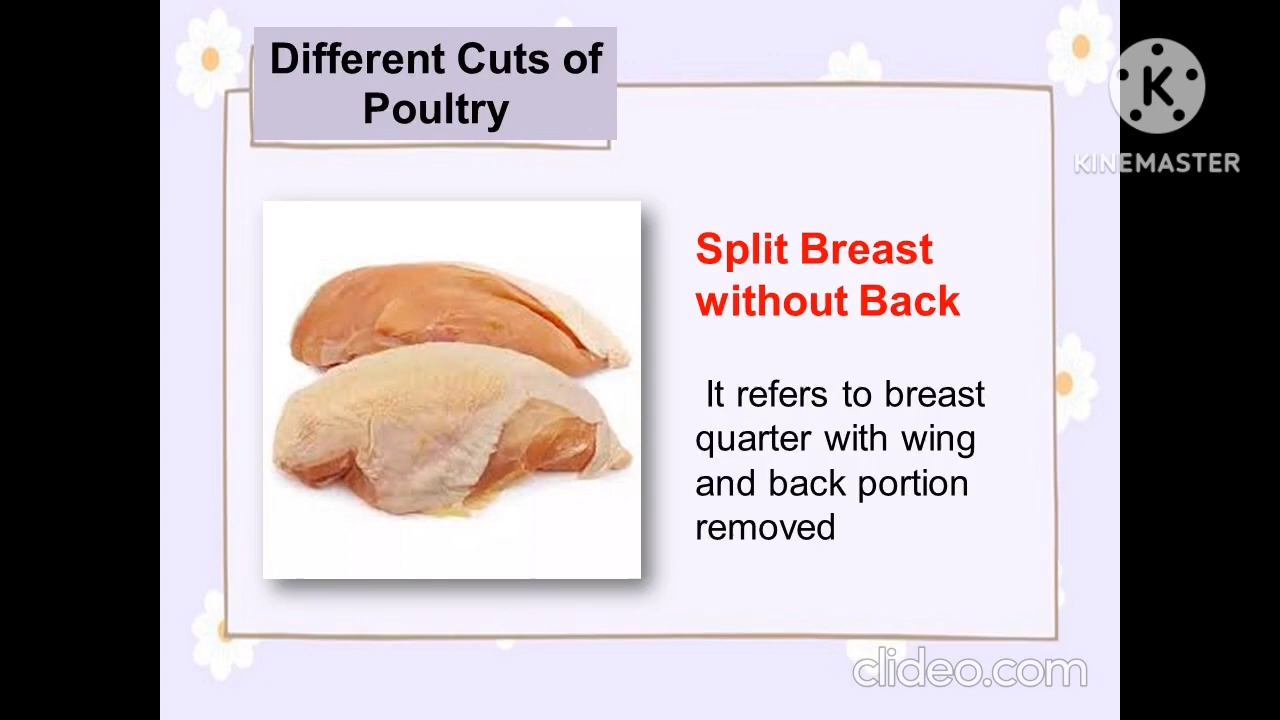 Different Cuts of
Poultry
K
KINEMASTER
Split Breast
without Back
It refers to breast
quarter with wing
and back portion
removed
clideo.com